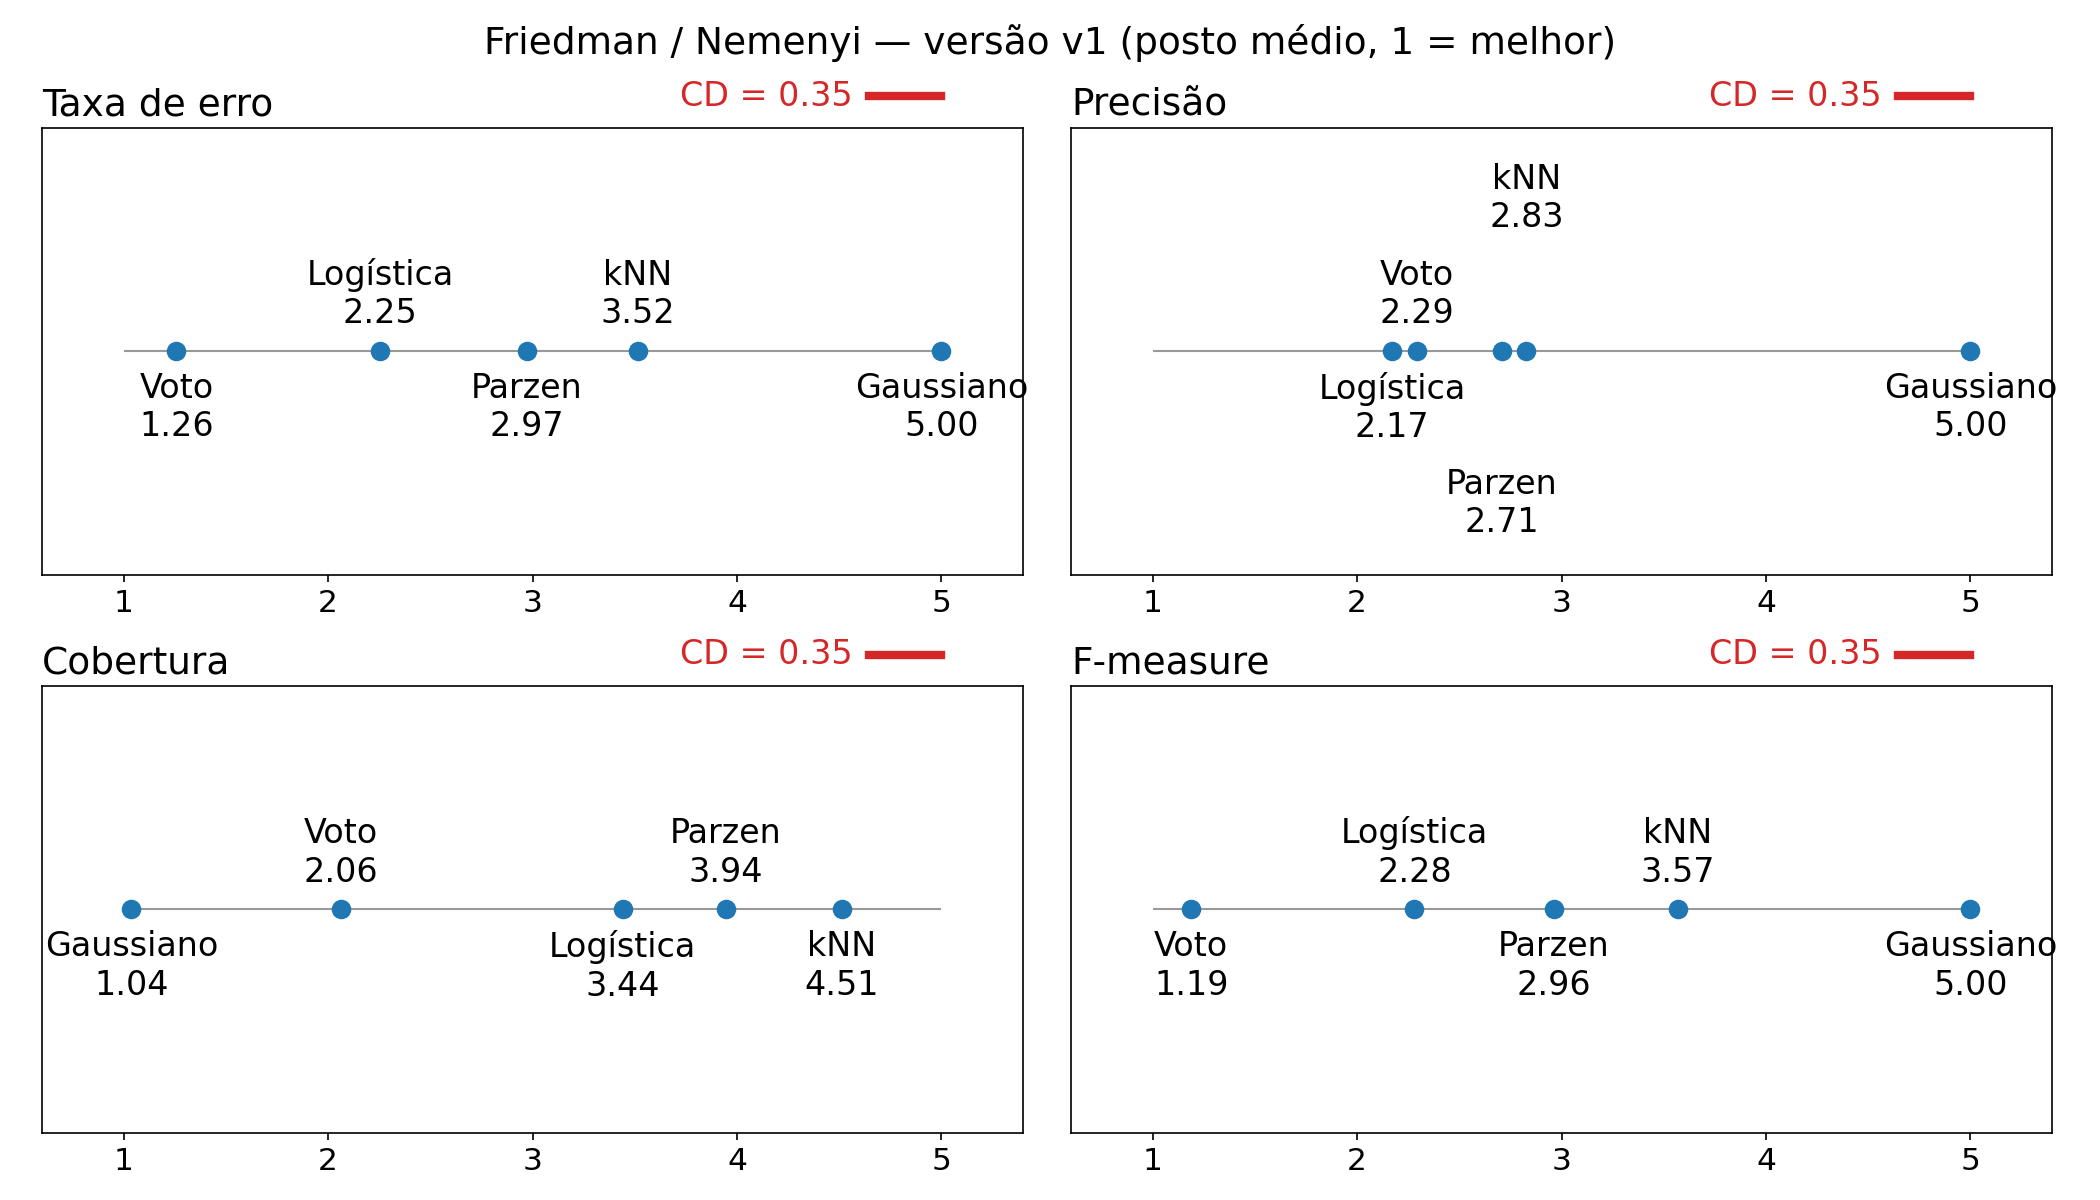 Friedman / Nemenyi — versão v1 (posto médio, 1 = melhor)
Taxa de erro
CD = 0.35
Logística
2.25
kNN
3.52
Voto
1.26
Parzen
2.97
Gaussiano
5.00
1 2 3 4 5
Precisão
CD = 0.35
kNN
2.83
Voto
2.29
Logística
2.17
Gaussiano
5.00
Parzen
2.71
1 2 3 4 5
Cobertura
CD = 0.35
Voto
2.06
Parzen
3.94
Gaussiano
1.04
Logística
3.44
kNN
4.51
1 2 3 4 5
F-measure
CD = 0.35
Logística
2.28
kNN
3.57
Voto
1.19
Parzen
2.96
Gaussiano
5.00
1 2 3 4 5